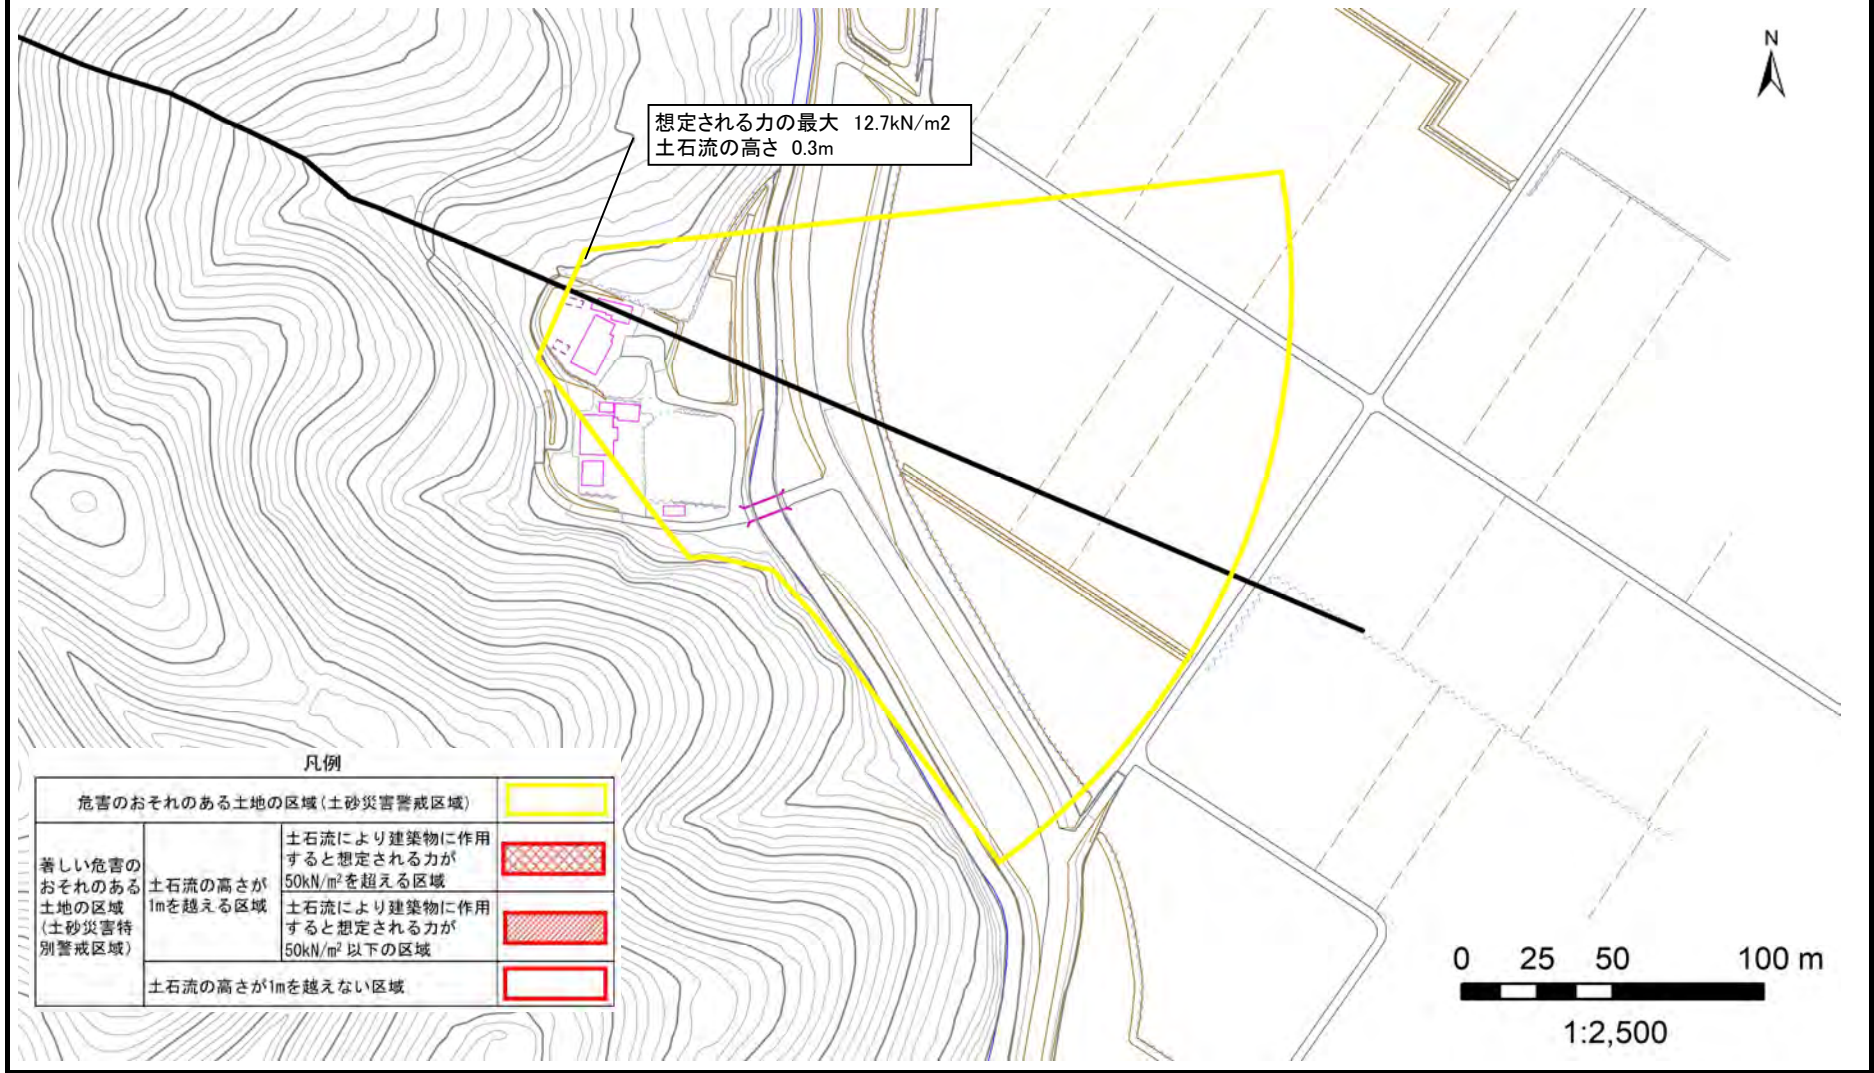 N
想定される力の最大 12.7kN/m2
土石流の高さ 0.3m
凡例
危害のおそれのある土地の区域(土砂災害警戒区域)
著しい危害の
おそれのある
土地の区域
(土砂災害特
別警戒区域)
土石流の高さが
1mを越える区域
土石流により建築物に作用
すると想定される力が
50kN/m²を超える区域
土石流により建築物に作用
すると想定される力が
50kN/m² 以下の区域
土石流の高さが1mを越えない区域
0 25 50 100 m
1:2,500